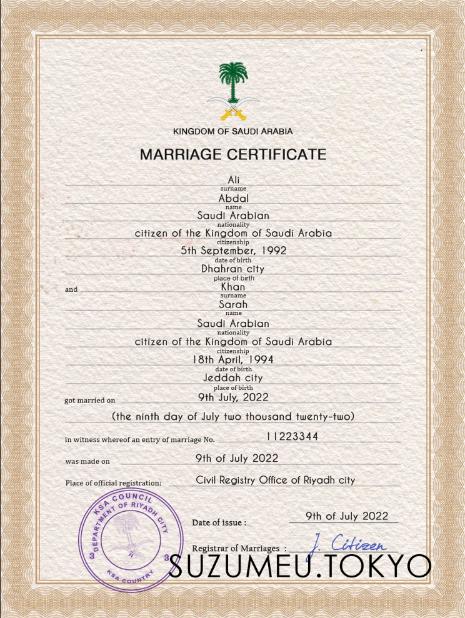 KINGDOM OF SAUDI ARABIA
MARRIAGE CERTIFICATE
Ali
surname
Abdal
name
Saudi Arabian
nationality
citizen of the Kingdom of Saudi Arabia
citizenship
5th September, 1992
date of birth
Dhahran city
place of birth
and Khan
surname
Sarah
name
Saudi Arabian
nationality
citizen of the Kingdom of Saudi Arabia
citizenship
18th April, 1994
date of birth
Jeddah city
place of birth
got married on 9th July, 2022
(the ninth day of July two thousand twenty-two)
in witness whereof an entry of marriage No. 11223344
was made on 9th of July 2022
Place of official registration: Civil Registry Office of Riyadh city
KSA COUNCIL
DEPARTMENT OF RIYADH CITY
3 3
KSA COUNTRY
Date of issue : 9th of July 2022
Registrar of Marriages : J. Citizen
SUZUMEU.TOKYO